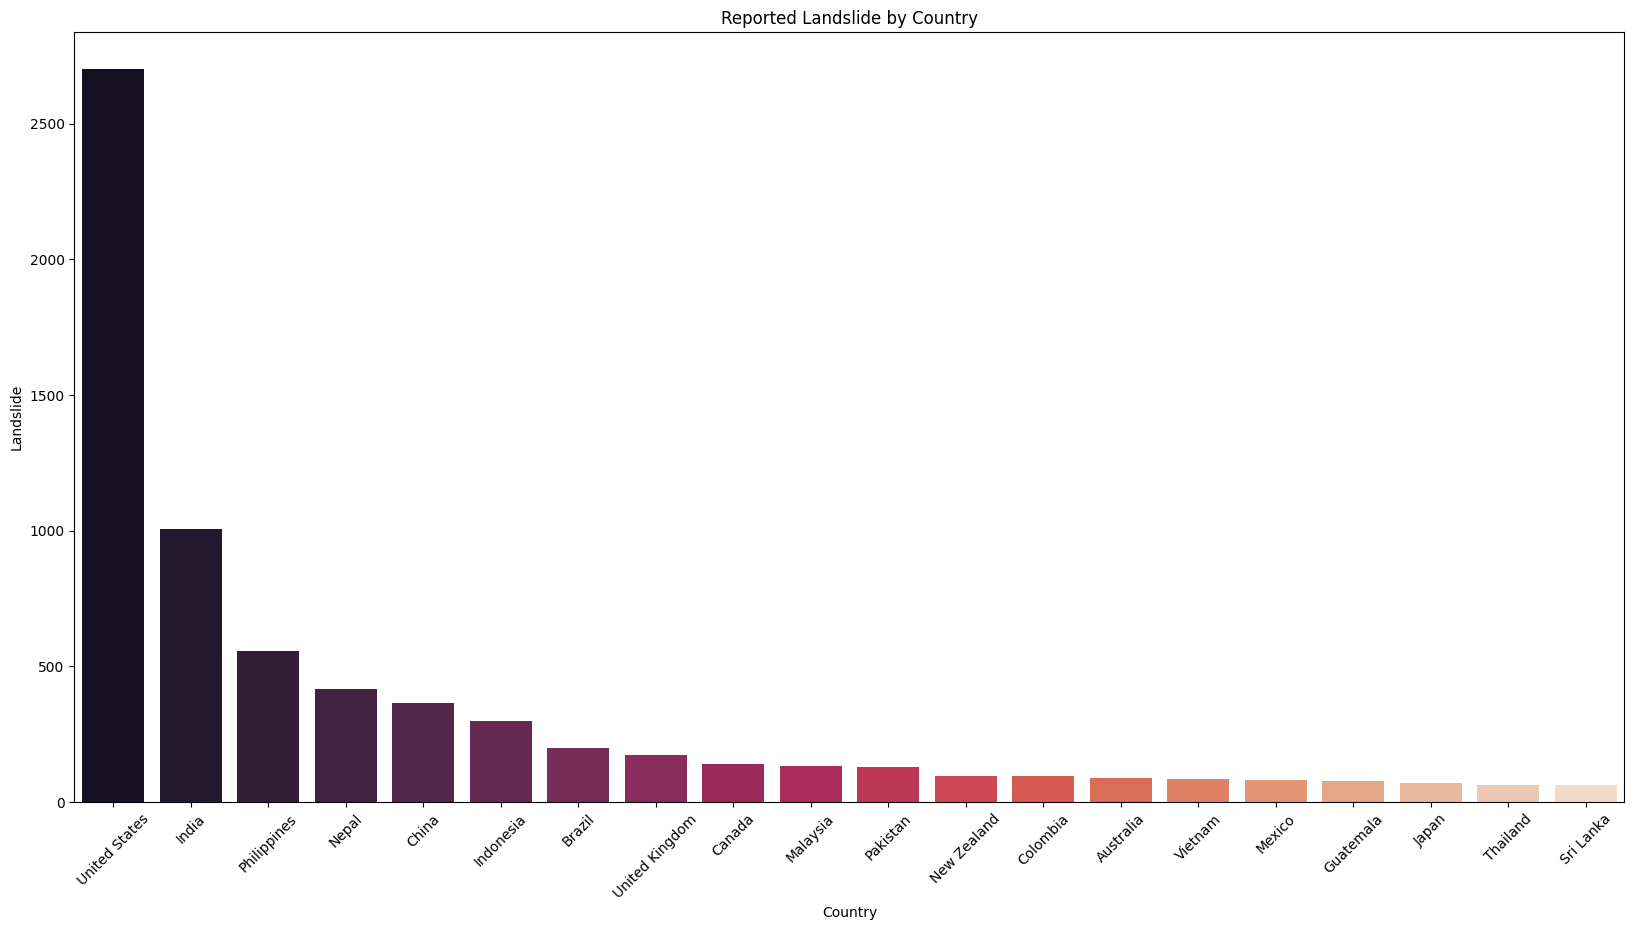 Reported Landslide by Country
Landslide
2500
2000
1500
1000
500
0
United States
India
Philippines
Nepal
China
Indonesia
Brazil
United Kingdom
Canada
Malaysia
Pakistan
New Zealand
Colombia
Australia
Vietnam
Mexico
Guatemala
Japan
Thailand
Sri Lanka
Country